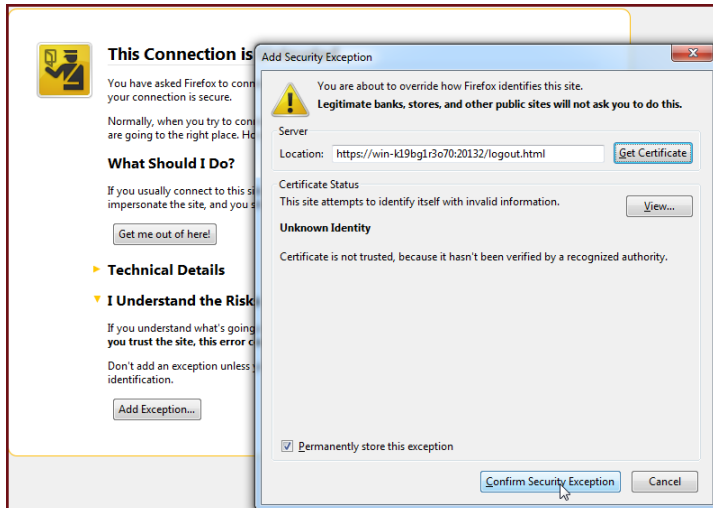 This Connection is
You have asked Firefox to conn
your connection is secure.
Normally, when you try to conn
are going to the right place. Ho
What Should I Do?
If you usually connect to this si
impersonate the site, and you s
Get me out of here!
Technical Details
I Understand the Risk
If you understand what's going
you trust the site, this error c
Don't add an exception unless
identification.
Add Exception...
Add Security Exception
You are about to override how Firefox identifies this site.
Legitimate banks, stores, and other public sites will not ask you to do this.
Server
Location: https://win-k19bg1r3o70:20132/logout.html Get Certificate
Certificate Status
This site attempts to identify itself with invalid information.
View...
Unknown Identity
Certificate is not trusted, because it hasn't been verified by a recognized authority.
Permanently store this exception
Confirm Security Exception Cancel